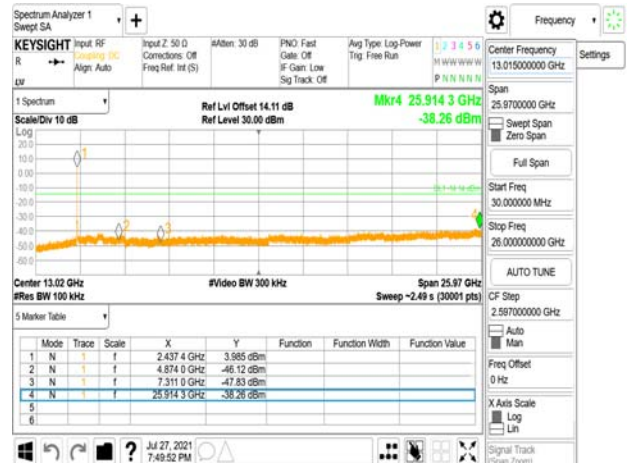 Spectrum Analyzer 1
Swept SA
Frequency
KEYSIGHT
R
Input: RF
Coupling: DC
Align: Auto
Input Z: 50 Ω
Corrections: Off
Freq Ref: Int (S)
#Atten: 30 dB
PNO: Fast
Gate: Off
IF Gain: Low
Sig Track: Off
Avg Type: Log-Power
Trig: Free Run
1 2 3 4 5 6
M W W W W W
P N N N N N
1 Spectrum
Scale/Div 10 dB
Ref Lvl Offset 14.11 dB
Ref Level 30.00 dBm
Mkr4 25.914 3 GHz
-38.26 dBm
Log
20.0
10.0
0.00
-10.0
-20.0
-30.0
-40.0
-50.0
-60.0
1
2
3
4
Center 13.02 GHz
#Res BW 100 kHz
#Video BW 300 kHz
Span 25.97 GHz
Sweep ~2.49 s (30001 pts)
5 Marker Table
Mode Trace Scale X Y Function Function Width Function Value
1 N 1 f 2.437 4 GHz 3.985 dBm
2 N 1 f 4.874 0 GHz -46.12 dBm
3 N 1 f 7.311 0 GHz -47.83 dBm
4 N 1 f 25.914 3 GHz -38.26 dBm
5
6
?
Jul 27, 2021
7:49:52 PM
Center Frequency
13.015000000 GHz
Settings
Span
25.9700000 GHz
Swept Span
Zero Span
Full Span
Start Freq
30.000000 MHz
Stop Freq
26.000000000 GHz
AUTO TUNE
CF Step
2.597000000 GHz
Auto
Man
Freq Offset
0 Hz
X Axis Scale
Log
Lin
Signal Track
(Span Zoom)